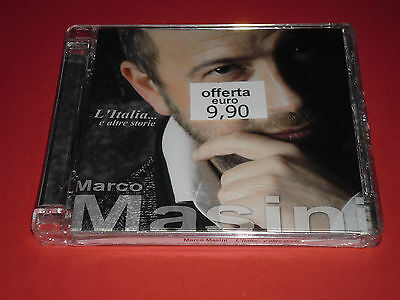 offerta
euro
9,90
L'Italia...
e altre storie
Marco
Masini
Marco Masini L'Italia... e altre storie